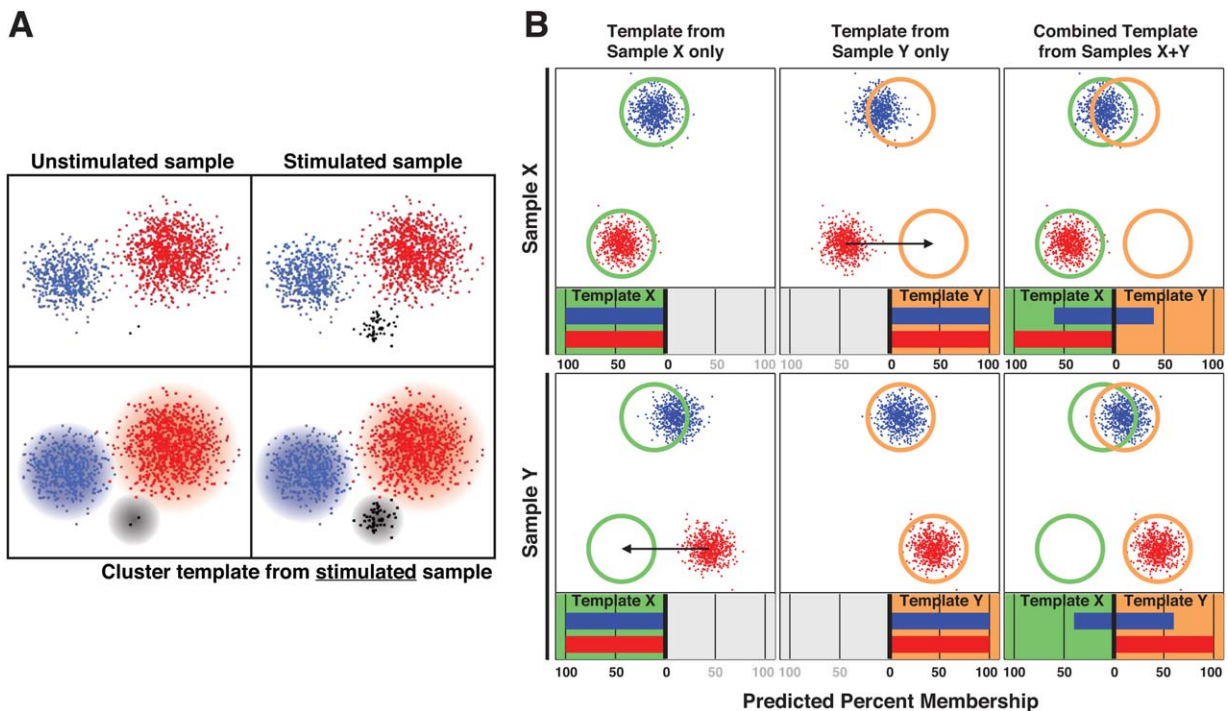 A
Unstimulated sample
Stimulated sample
Cluster template from stimulated sample
B
Template from
Sample X only
Template from
Sample Y only
Combined Template
from Samples X+Y
Sample X
Template X
Template Y
Template X Template Y
100 50 0 50 100
100 50 0 50 100
100 50 0 50 100
Sample Y
Template X
Template Y
Template X Template Y
100 50 0 50 100
100 50 0 50 100
100 50 0 50 100
Predicted Percent Membership